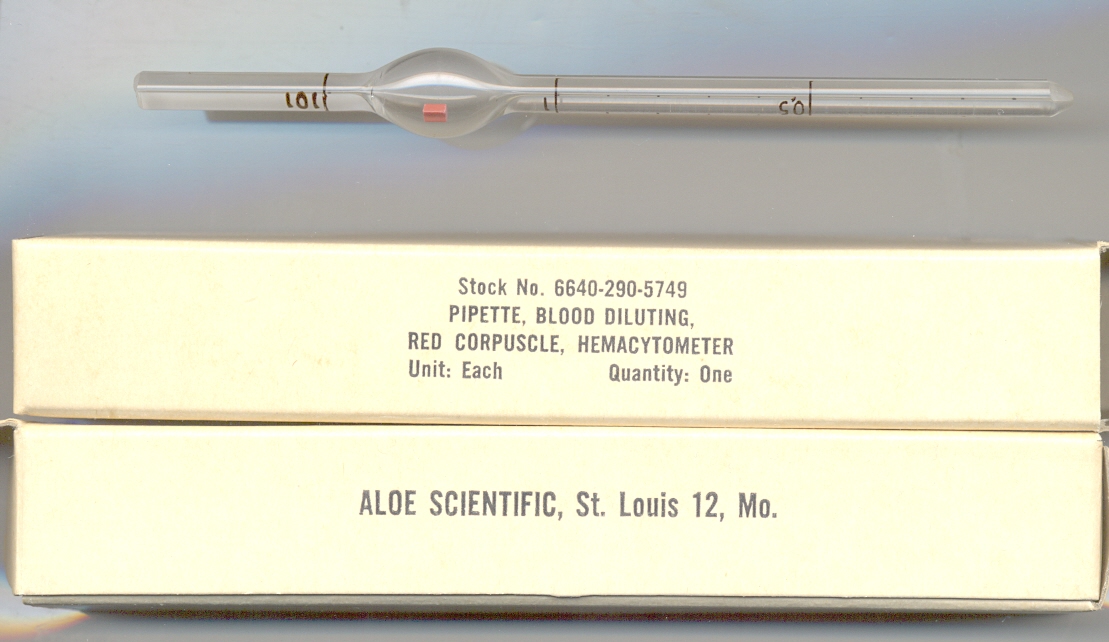 101
1
0.5
Stock No. 6640-290-5749
PIPETTE, BLOOD DILUTING,
RED CORPUSCLE, HEMACYTOMETER
Unit: Each Quantity: One
ALOE SCIENTIFIC, St. Louis 12, Mo.